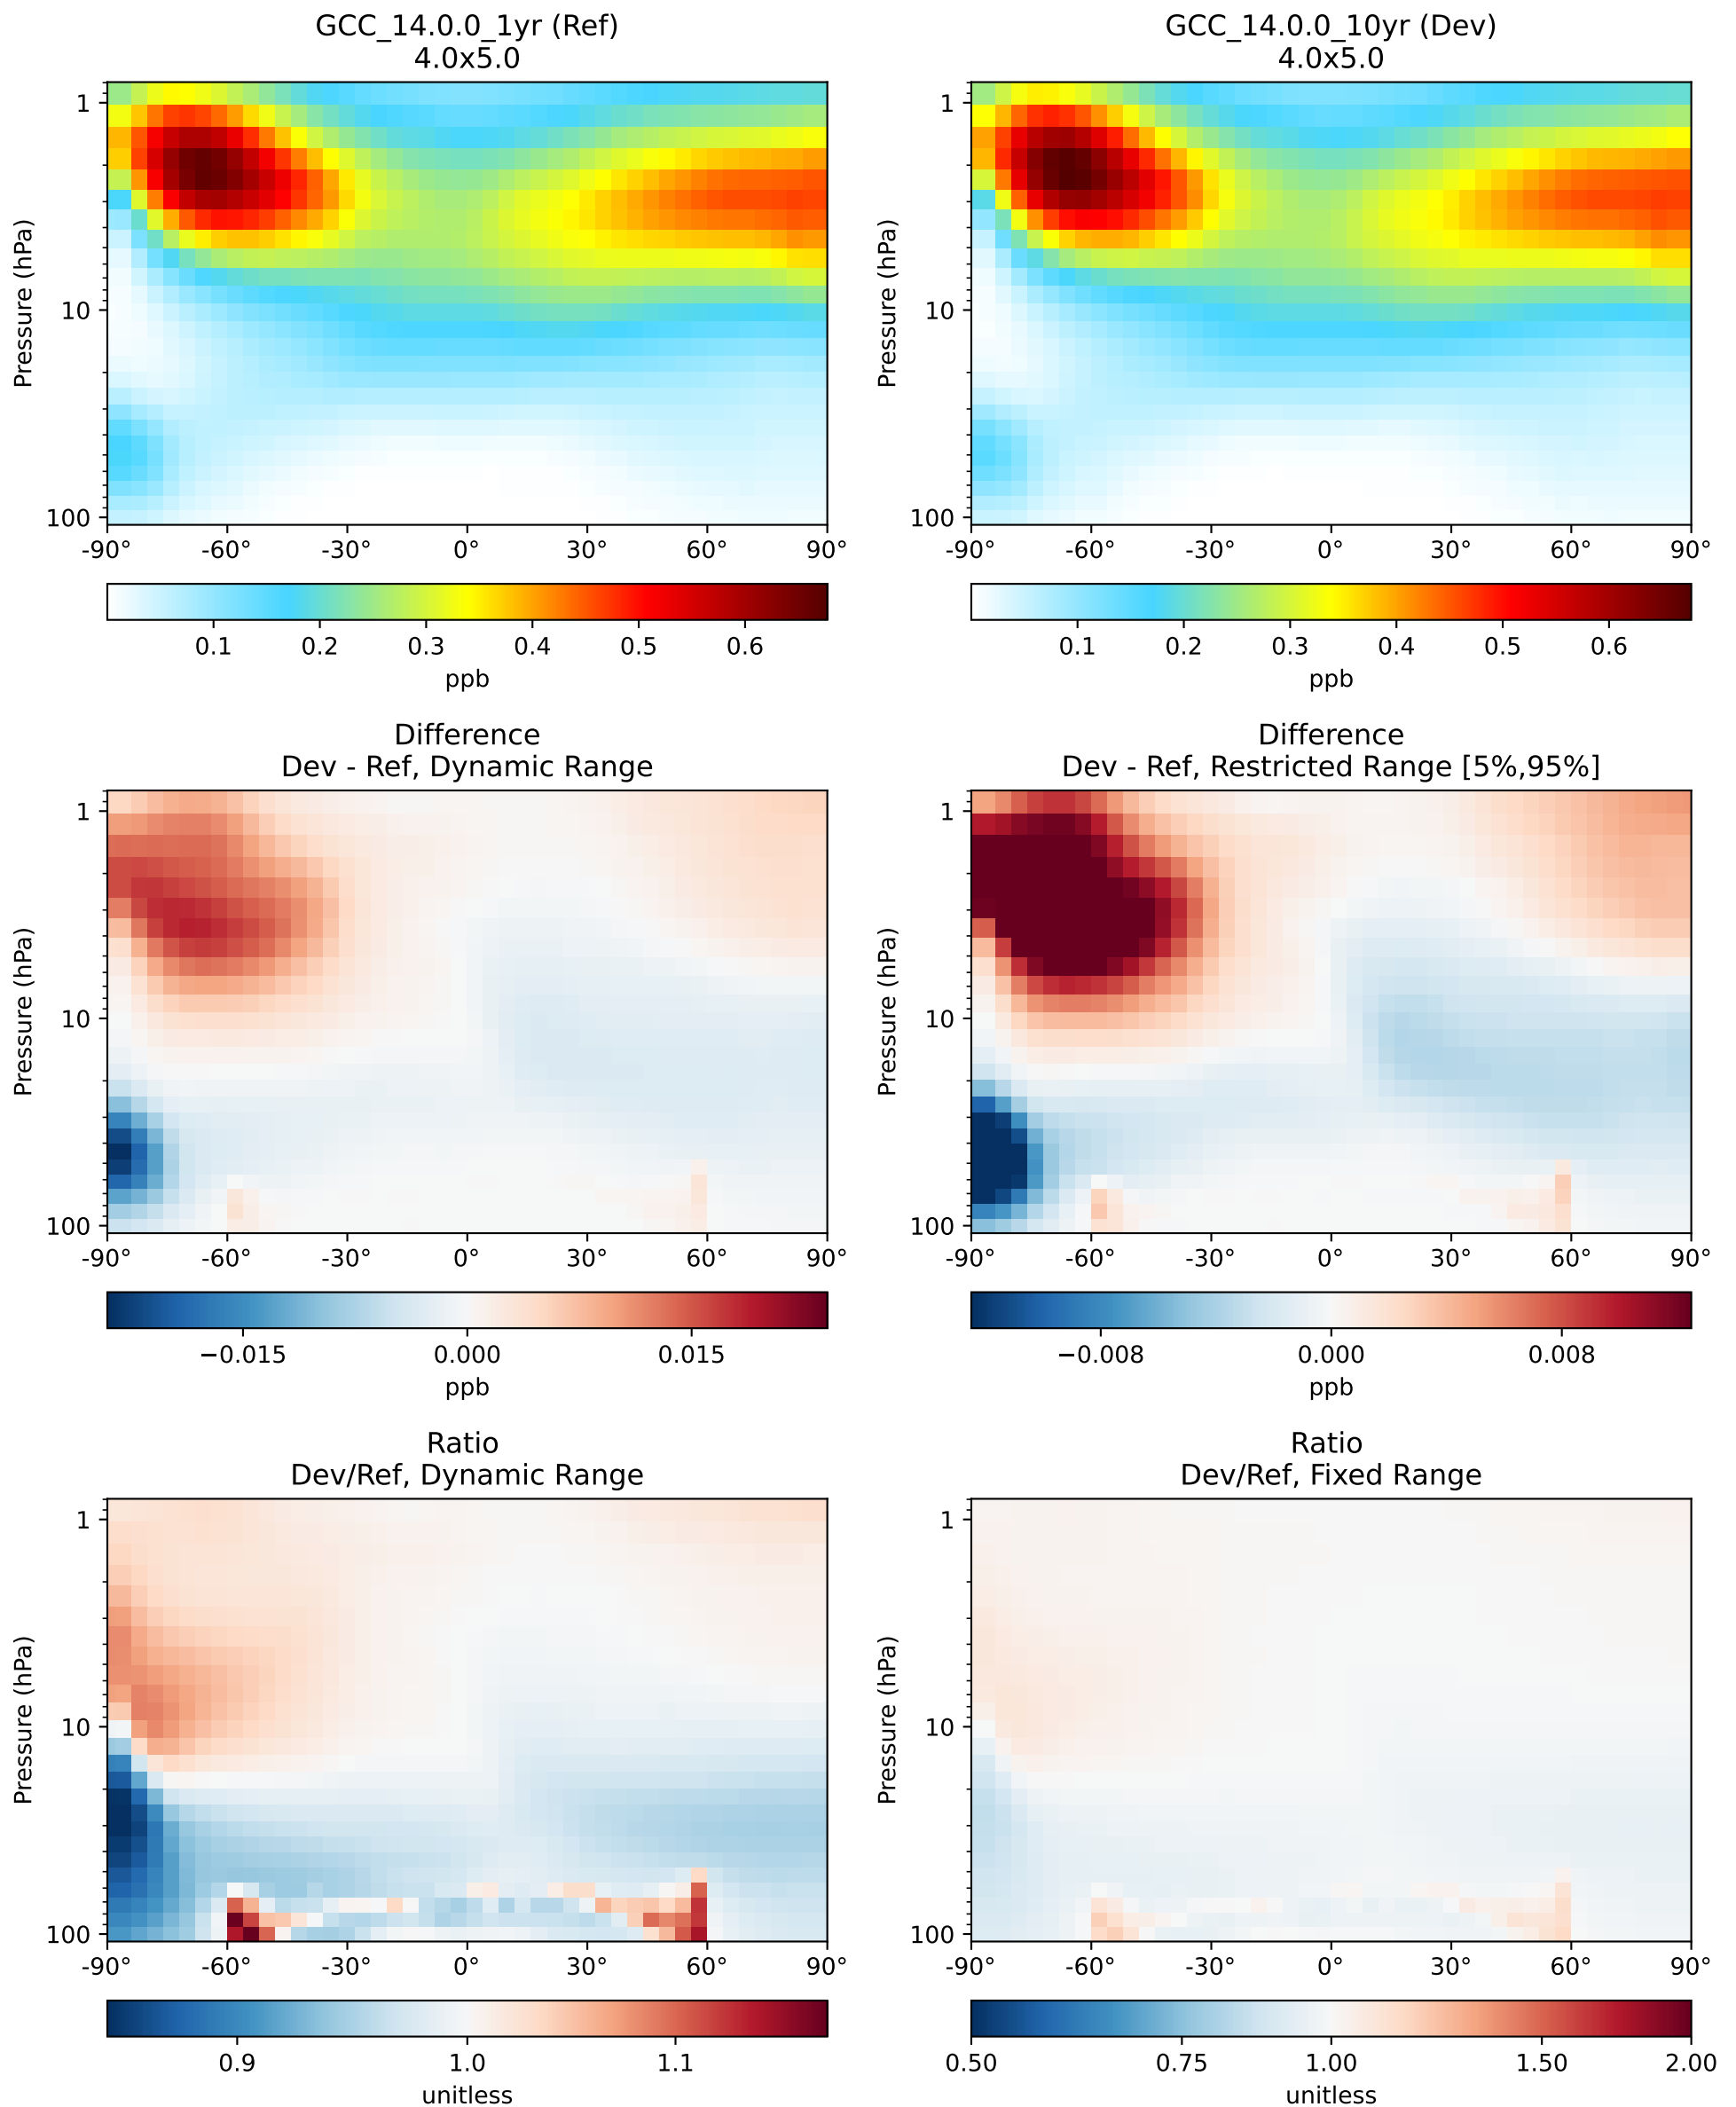 GCC_14.0.0_1yr (Ref)
4.0x5.0
Pressure (hPa)
1
10
100
-90° -60° -30° 0° 30° 60° 90°
0.1 0.2 0.3 0.4 0.5 0.6
ppb
GCC_14.0.0_10yr (Dev)
4.0x5.0
Pressure (hPa)
1
10
100
-90° -60° -30° 0° 30° 60° 90°
0.1 0.2 0.3 0.4 0.5 0.6
ppb
Difference
Dev - Ref, Dynamic Range
Pressure (hPa)
1
10
100
-90° -60° -30° 0° 30° 60° 90°
−0.015 0.000 0.015
ppb
Difference
Dev - Ref, Restricted Range [5%,95%]
Pressure (hPa)
1
10
100
-90° -60° -30° 0° 30° 60° 90°
−0.008 0.000 0.008
ppb
Ratio
Dev/Ref, Dynamic Range
Pressure (hPa)
1
10
100
-90° -60° -30° 0° 30° 60° 90°
0.9 1.0 1.1
unitless
Ratio
Dev/Ref, Fixed Range
Pressure (hPa)
1
10
100
-90° -60° -30° 0° 30° 60° 90°
0.50 0.75 1.00 1.50 2.00
unitless